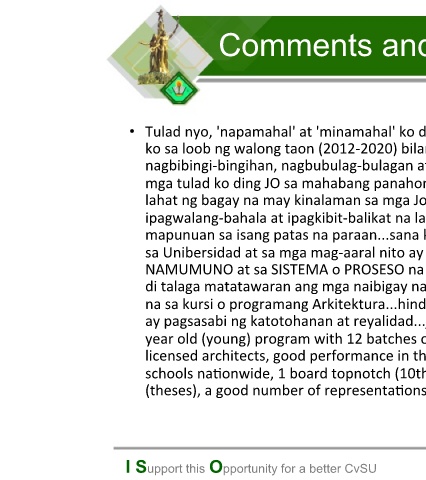 Comments and
• Tulad nyo, 'napamahal' at 'minamahal' ko d
ko sa loob ng walong taon (2012-2020) bila
nagbibingi-bingihan, nagbubulag-bulagan a
mga tulad ko ding JO sa mahabang panaho
lahat ng bagay na may kinalaman sa mga Jo
ipagwalang-bahala at ipagkibit-balikat na la
mapunuan sa isang patas na paraan...sana k
sa Unibersidad at sa mga mag-aaral nito ay
NAMUMUNO at sa SISTEMA o PROSESO na
di talaga matatawaran ang mga naibigay na
na sa kursi o programang Arkitektura...hind
ay pagsasabi ng katotohanan at reyalidad...
year old (young) program with 12 batches o
licensed architects, good performance in th
schools nationwide, 1 board topnotch (10th
(theses), a good number of representations
I Support this Opportunity for a better CvSU